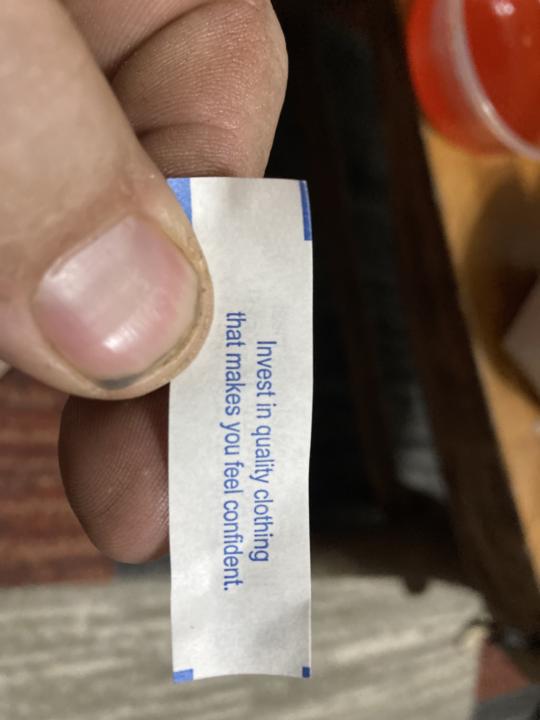 Invest in quality clothing
that makes you feel confident.